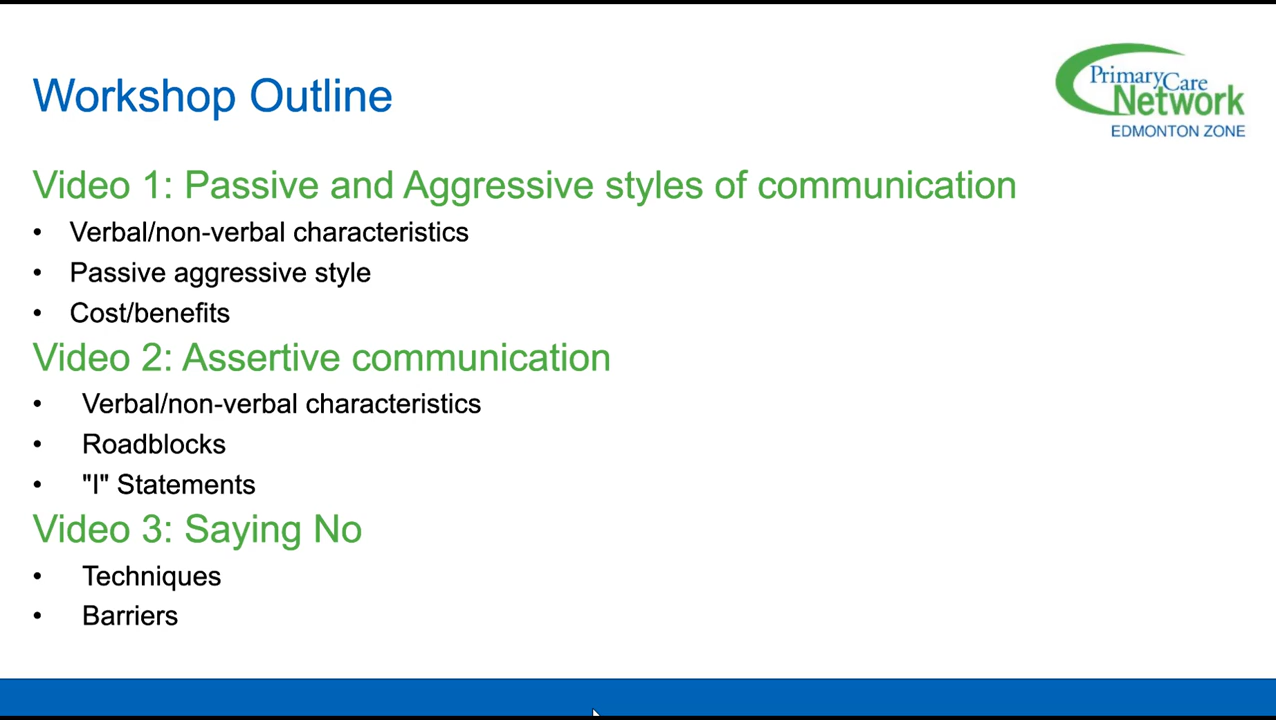 Workshop Outline
PrimaryCare
Network
EDMONTON ZONE
Video 1: Passive and Aggressive styles of communication
• Verbal/non-verbal characteristics
• Passive aggressive style
• Cost/benefits
Video 2: Assertive communication
• Verbal/non-verbal characteristics
• Roadblocks
• "I" Statements
Video 3: Saying No
• Techniques
• Barriers